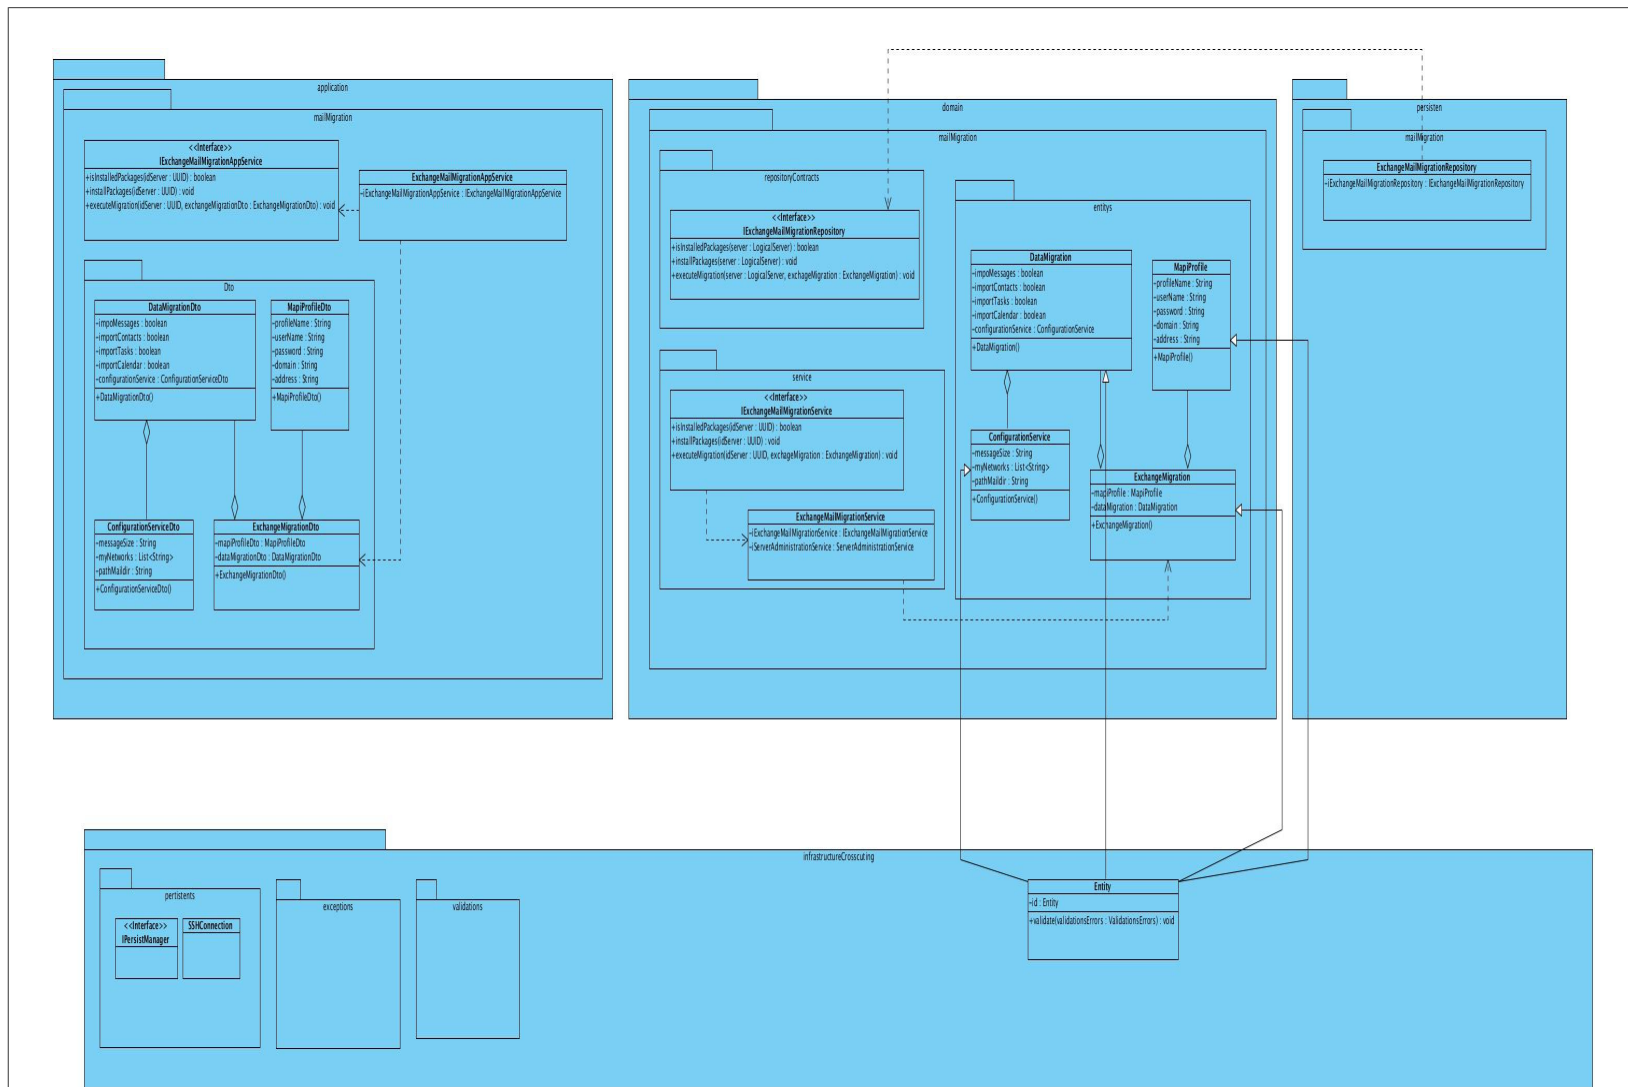 application
mailMigration
<<Interface>>
IExchangeMailMigrationAppService
+isInstalledPackages(idServer : UUID) : boolean
+installPackages(idServer : UUID) : void
+executeMigration(idServer : UUID, exchangeMigrationDto : ExchangeMigrationDto) : void
ExchangeMailMigrationAppService
-iExchangeMailMigrationAppService : IExchangeMailMigrationAppService
Dto
DataMigrationDto
-impoMessages : boolean
-importContacts : boolean
-importTasks : boolean
-importCalendar : boolean
-configurationService : ConfigurationServiceDto
+DataMigrationDto()
MapiProfileDto
-profileName : String
-userName : String
-password : String
-domain : String
-address : String
+MapiProfileDto()
ConfigurationServiceDto
-messageSize : String
-myNetworks : List<String>
-pathMaildir : String
+ConfigurationServiceDto()
ExchangeMigrationDto
-mapiProfileDto : MapiProfileDto
-dataMigrationDto : DataMigrationDto
+ExchangeMigrationDto()
domain
mailMigration
repositoryContracts
<<Interface>>
IExchangeMailMigrationRepository
+isInstalledPackages(server : LogicalServer) : boolean
+installPackages(server : LogicalServer) : void
+executeMigration(server : LogicalServer, exchageMigration : ExchangeMigration) : void
service
<<Interface>>
IExchangeMailMigrationService
+isInstalledPackages(idServer : UUID) : boolean
+installPackages(idServer : UUID) : void
+executeMigration(idServer : UUID, exchageMigration : ExchangeMigration) : void
ExchangeMailMigrationService
-iExchangeMailMigrationService : IExchangeMailMigrationService
-iServerAdministrationService : ServerAdministrationService
entitys
DataMigration
-impoMessages : boolean
-importContacts : boolean
-importTasks : boolean
-importCalendar : boolean
-configurationService : ConfigurationService
+DataMigration()
MapiProfile
-profileName : String
-userName : String
-password : String
-domain : String
-address : String
+MapiProfile()
ConfigurationService
-messageSize : String
-myNetworks : List<String>
-pathMaildir : String
+ConfigurationService()
ExchangeMigration
-mapiProfile : MapiProfile
-dataMigration : DataMigration
+ExchangeMigration()
persisten
mailMigration
ExchangeMailMigrationRepository
-iExchangeMailMigrationRepository : IExchangeMailMigrationRepository
infrastructureCrosscuting
pertistents
<<Interface>>
IPersistManager
SSHConnection
exceptions
validations
Entity
-id : Entity
+validate(validationsErrors : ValidationsErrors) : void